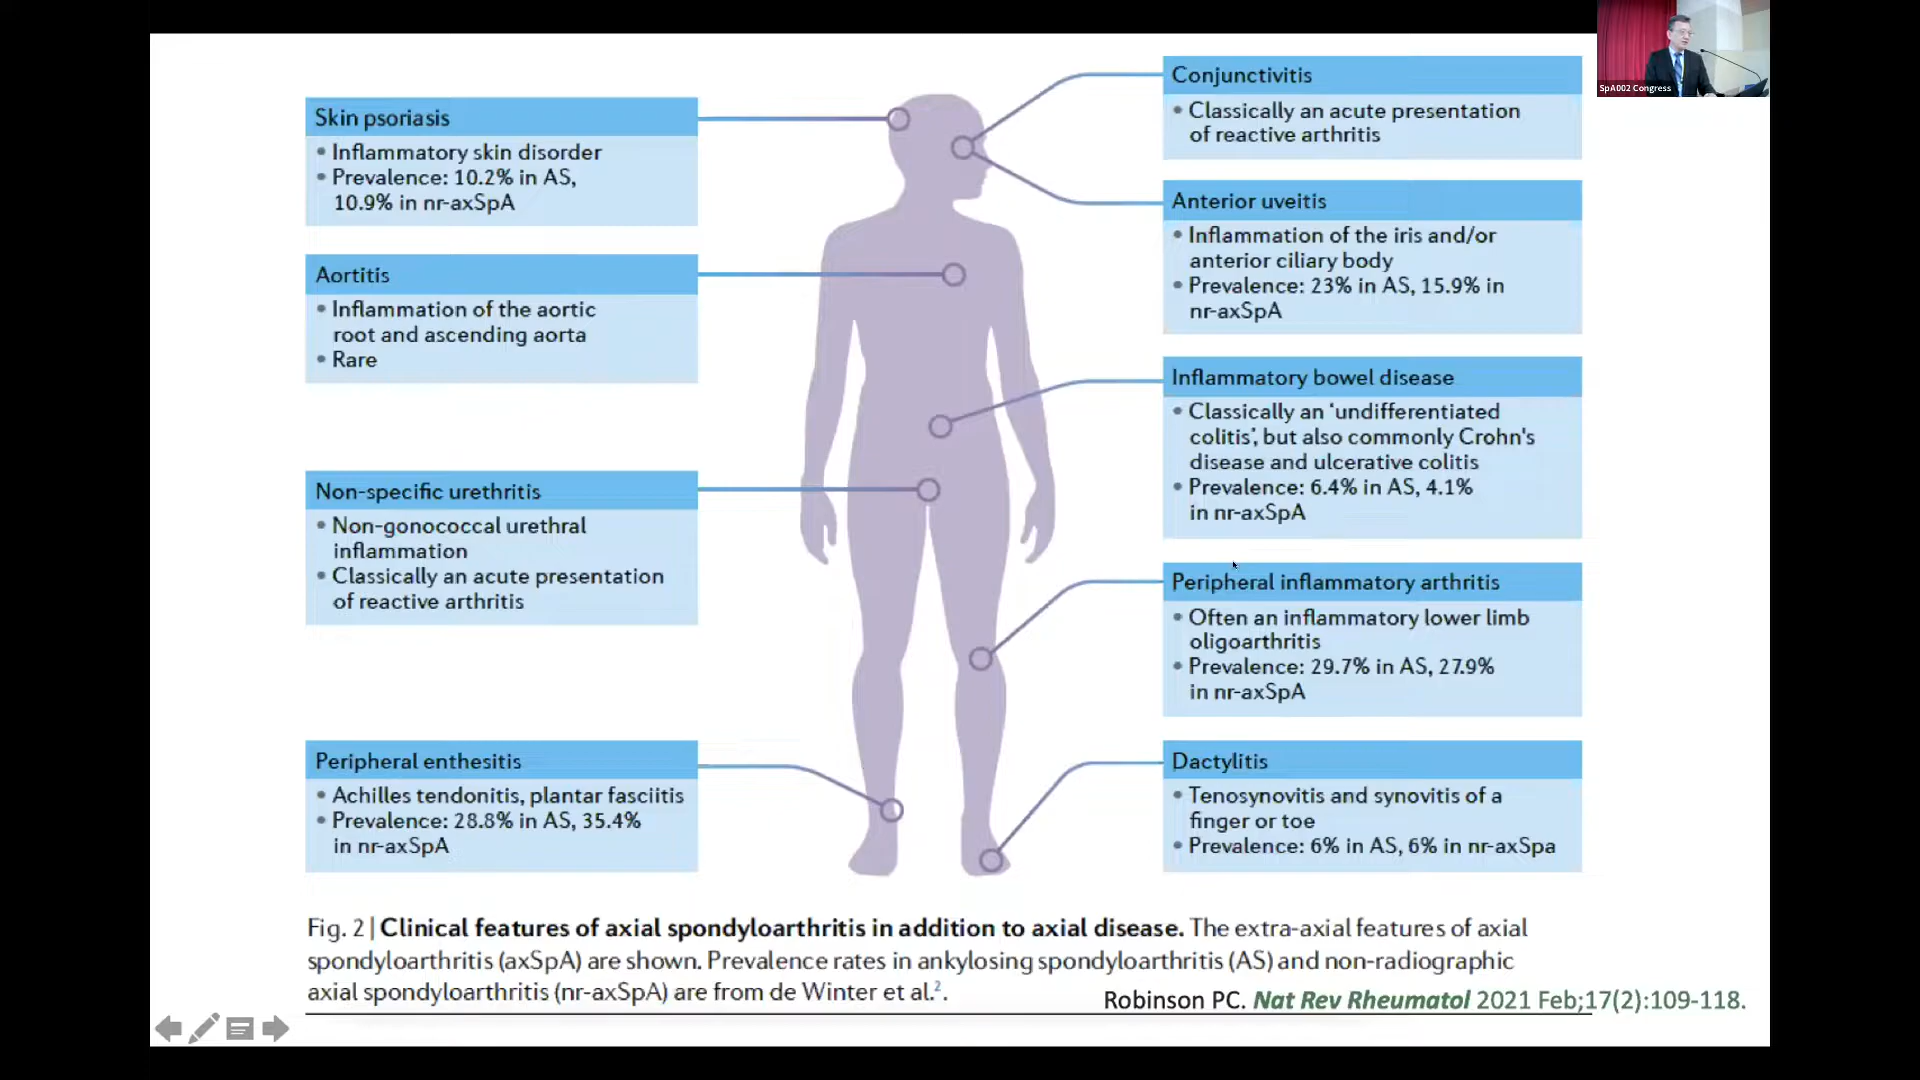 SpA002 Congress
Skin psoriasis
• Inflammatory skin disorder
• Prevalence: 10.2% in AS,
10.9% in nr-axSpA
Aortitis
• Inflammation of the aortic
root and ascending aorta
• Rare
Non-specific urethritis
• Non-gonococcal urethral
inflammation
• Classically an acute presentation
of reactive arthritis
Peripheral enthesitis
• Achilles tendonitis, plantar fasciitis
• Prevalence: 28.8% in AS, 35.4%
in nr-axSpA
Conjunctivitis
• Classically an acute presentation
of reactive arthritis
Anterior uveitis
• Inflammation of the iris and/or
anterior ciliary body
• Prevalence: 23% in AS, 15.9% in
nr-axSpA
Inflammatory bowel disease
• Classically an ‘undifferentiated
colitis’, but also commonly Crohn's
disease and ulcerative colitis
• Prevalence: 6.4% in AS, 4.1%
in nr-axSpA
Peripheral inflammatory arthritis
• Often an inflammatory lower limb
oligoarthritis
• Prevalence: 29.7% in AS, 27.9%
in nr-axSpA
Dactylitis
• Tenosynovitis and synovitis of a
finger or toe
• Prevalence: 6% in AS, 6% in nr-axSpa
Fig. 2 | Clinical features of axial spondyloarthritis in addition to axial disease. The extra-axial features of axial
spondyloarthritis (axSpA) are shown. Prevalence rates in ankylosing spondyloarthritis (AS) and non-radiographic
axial spondyloarthritis (nr-axSpA) are from de Winter et al.².
Robinson PC. Nat Rev Rheumatol 2021 Feb;17(2):109-118.